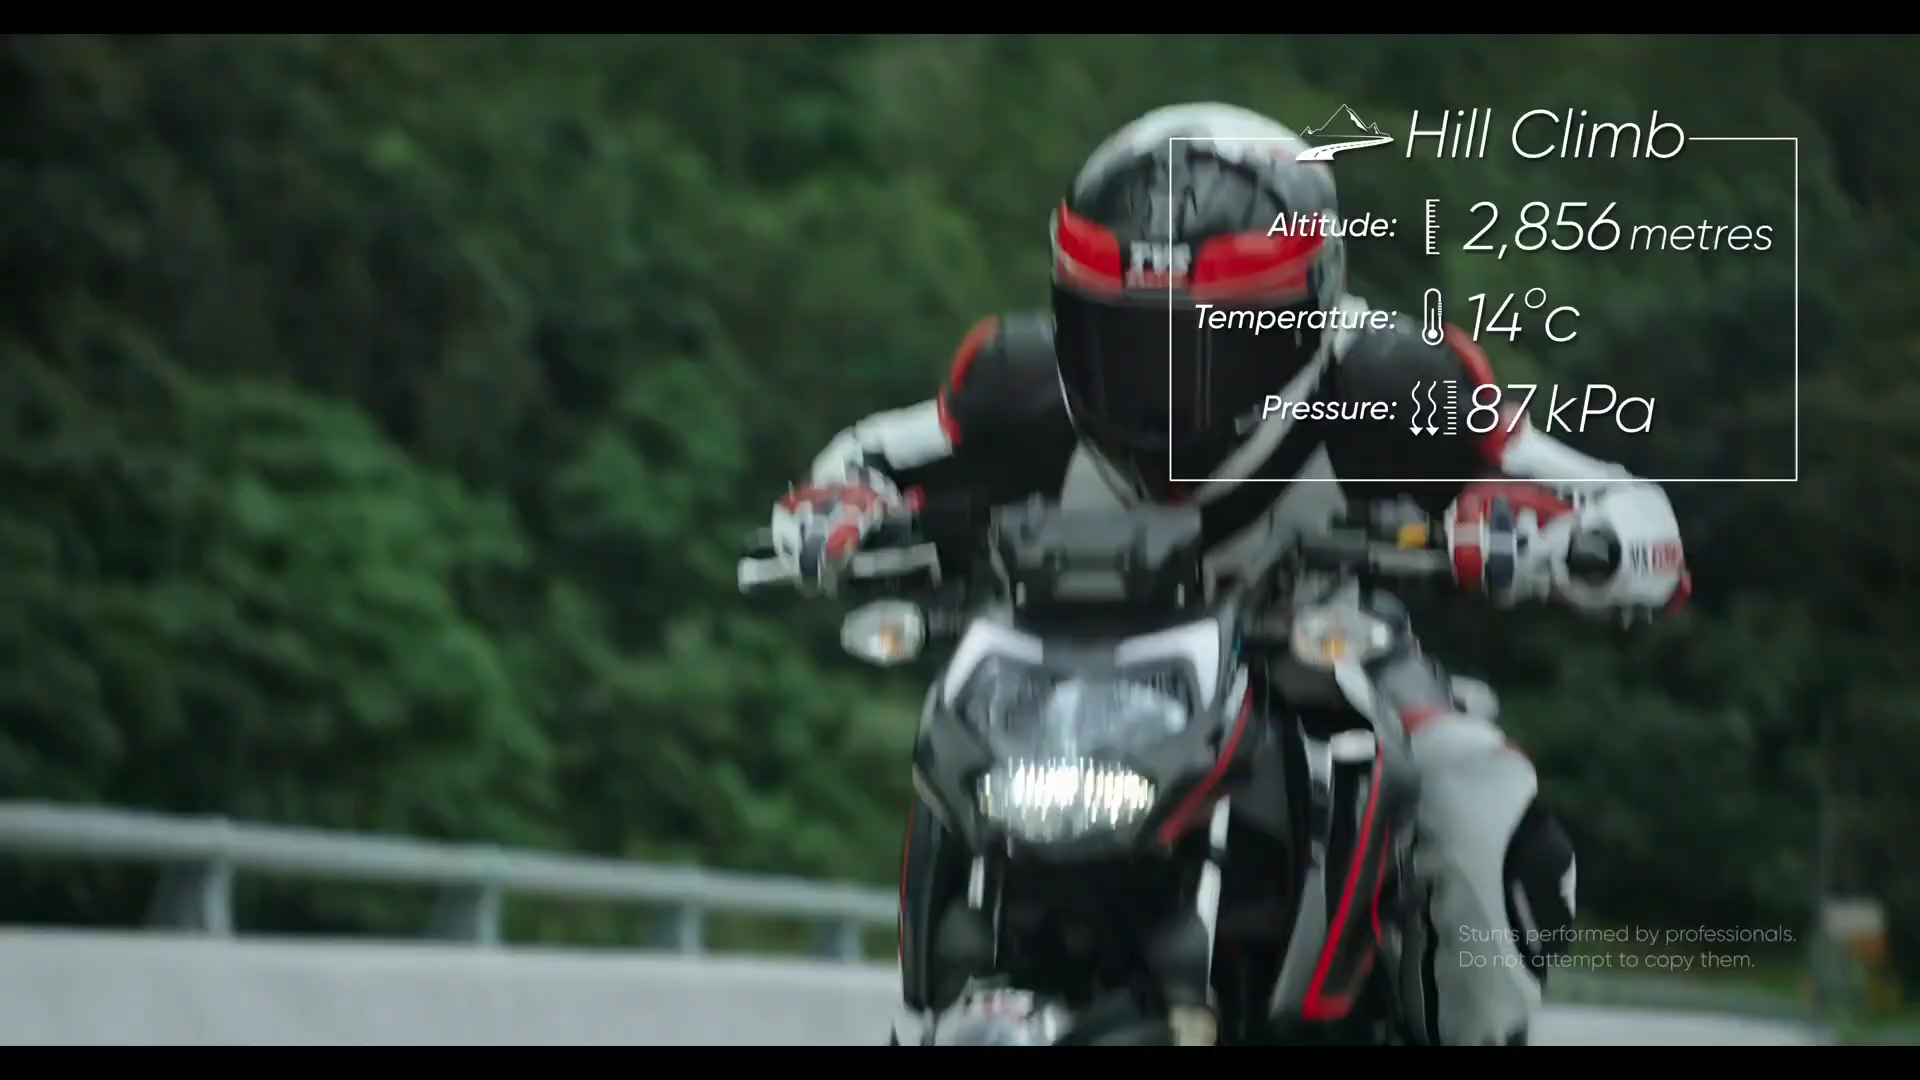 Hill Climb
Altitude: 2,856 metres
Temperature: 14°C
Pressure: 87 kPa
TVS
Stunts performed by professionals.
Do not attempt to copy them.